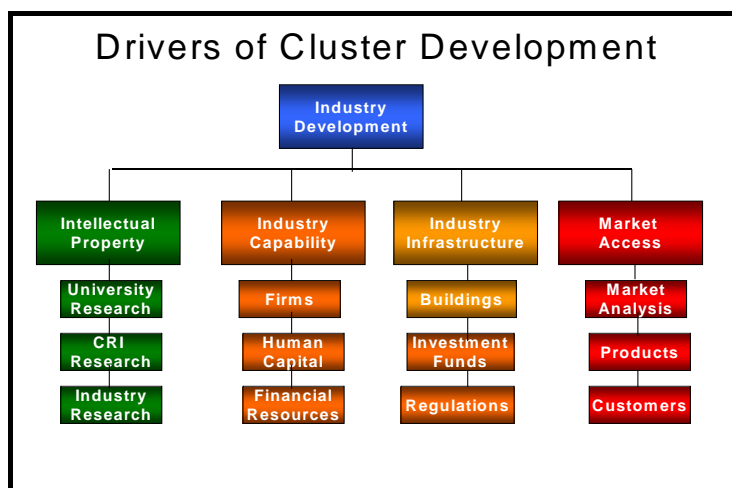 Drivers of Cluster Development
Industry
Development
Intellectual
Property
Industry
Capability
Industry
Infrastructure
Market
Access
University
Research
Firms
Buildings
Market
Analysis
CRI
Research
Human
Capital
Investment
Funds
Products
Industry
Research
Financial
Resources
Regulations
Customers